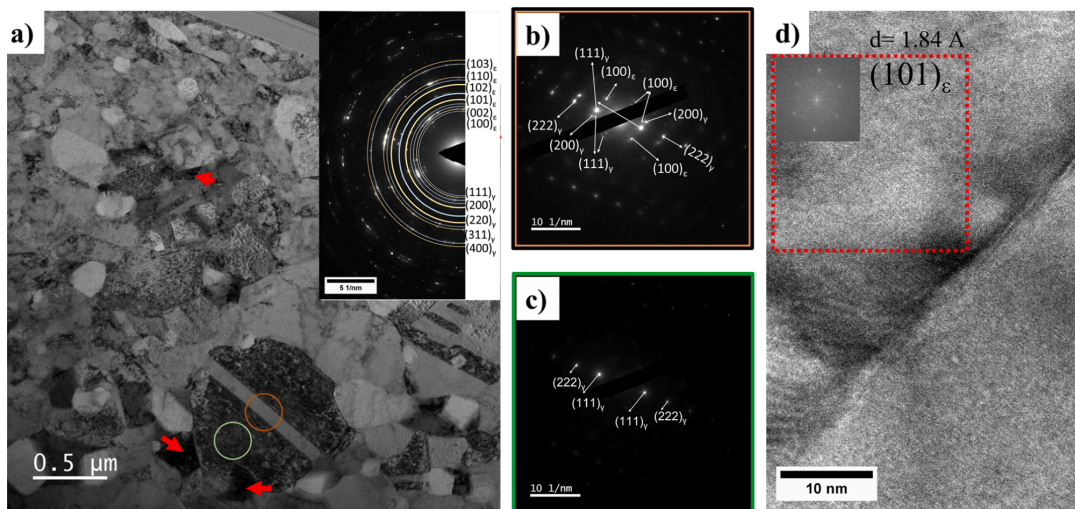 a)
(103)ε
(110)ε
(102)ε
(101)ε
(002)ε
(100)ε
(111)γ
(200)γ
(220)γ
(311)γ
(400)γ
5 1/nm
0.5 μm
b)
(111)γ
(100)ε
(100)ε
(200)γ
(222)γ
(200)γ
(111)γ
(100)ε
(222)γ
10 1/nm
c)
(222)γ
(111)γ
(111)γ
(222)γ
10 1/nm
d)
d= 1.84 A
(101)ε
10 nm